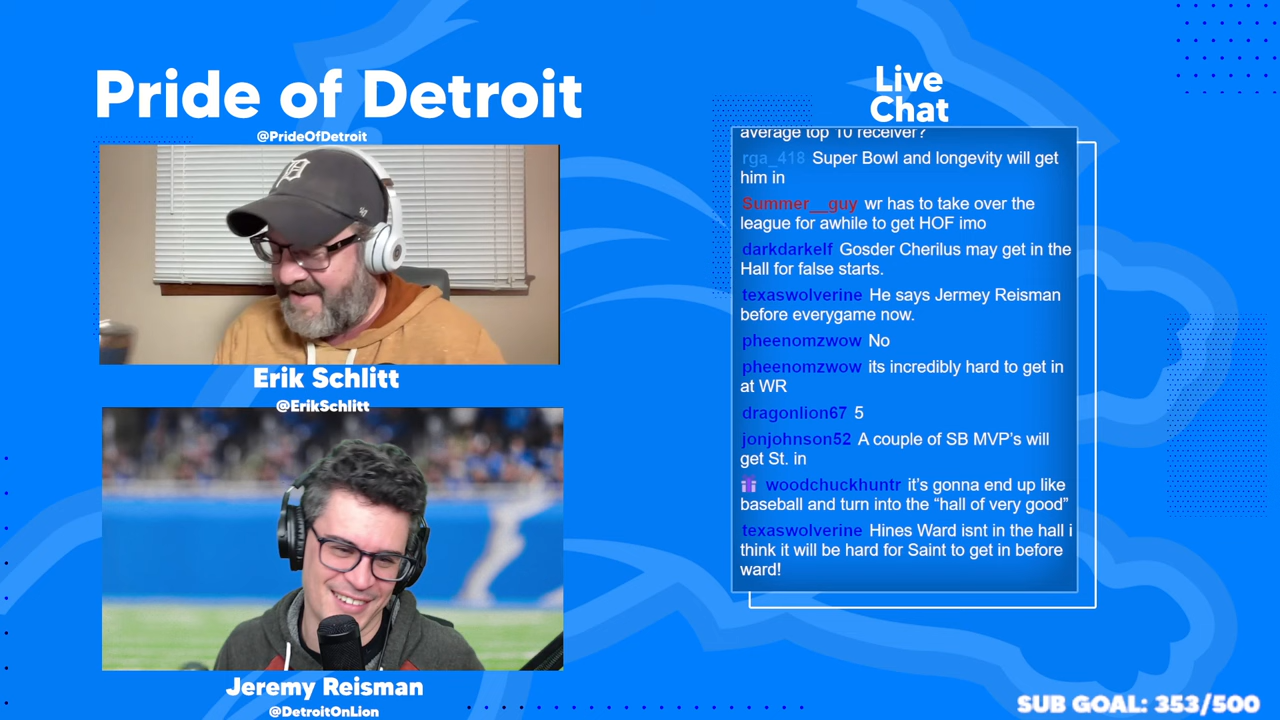 Pride of Detroit
@PrideOfDetroit
Erik Schlitt
@ErikSchlitt
Jeremy Reisman
@DetroitOnLion
Live
Chat
average top 10 receiver?
rga_418 Super Bowl and longevity will get
him in
Summer__guy wr has to take over the
league for awhile to get HOF imo
darkdarkelf Gosder Cherilus may get in the
Hall for false starts.
texaswolverine He says Jermey Reisman
before everygame now.
pheenomzwow No
pheenomzwow its incredibly hard to get in
at WR
dragonlion67 5
jonjohnson52 A couple of SB MVP's will
get St. in
woodchuckhuntr it's gonna end up like
baseball and turn into the “hall of very good”
texaswolverine Hines Ward isnt in the hall i
think it will be hard for Saint to get in before
ward!
SUB GOAL: 353/500